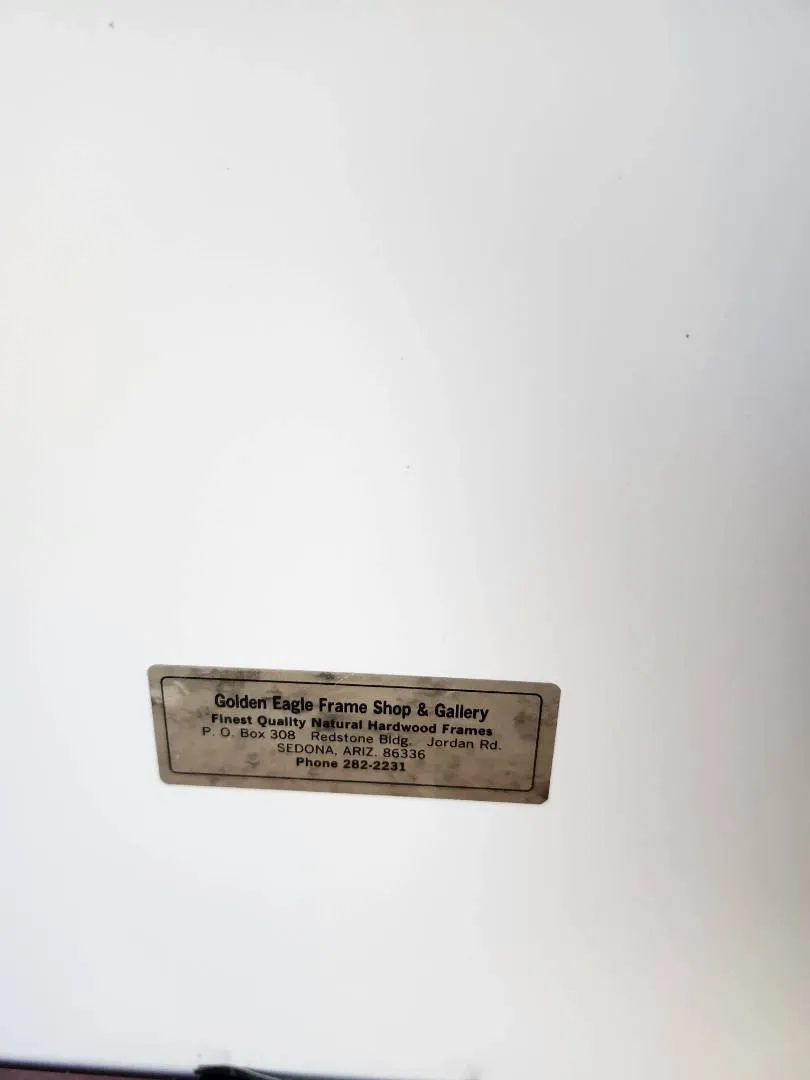 Golden Eagle Frame Shop & Gallery
Finest Quality Natural Hardwood Frames
P. O. Box 308 Redstone Bldg. Jordan Rd.
SEDONA, ARIZ. 86336
Phone 282-2231